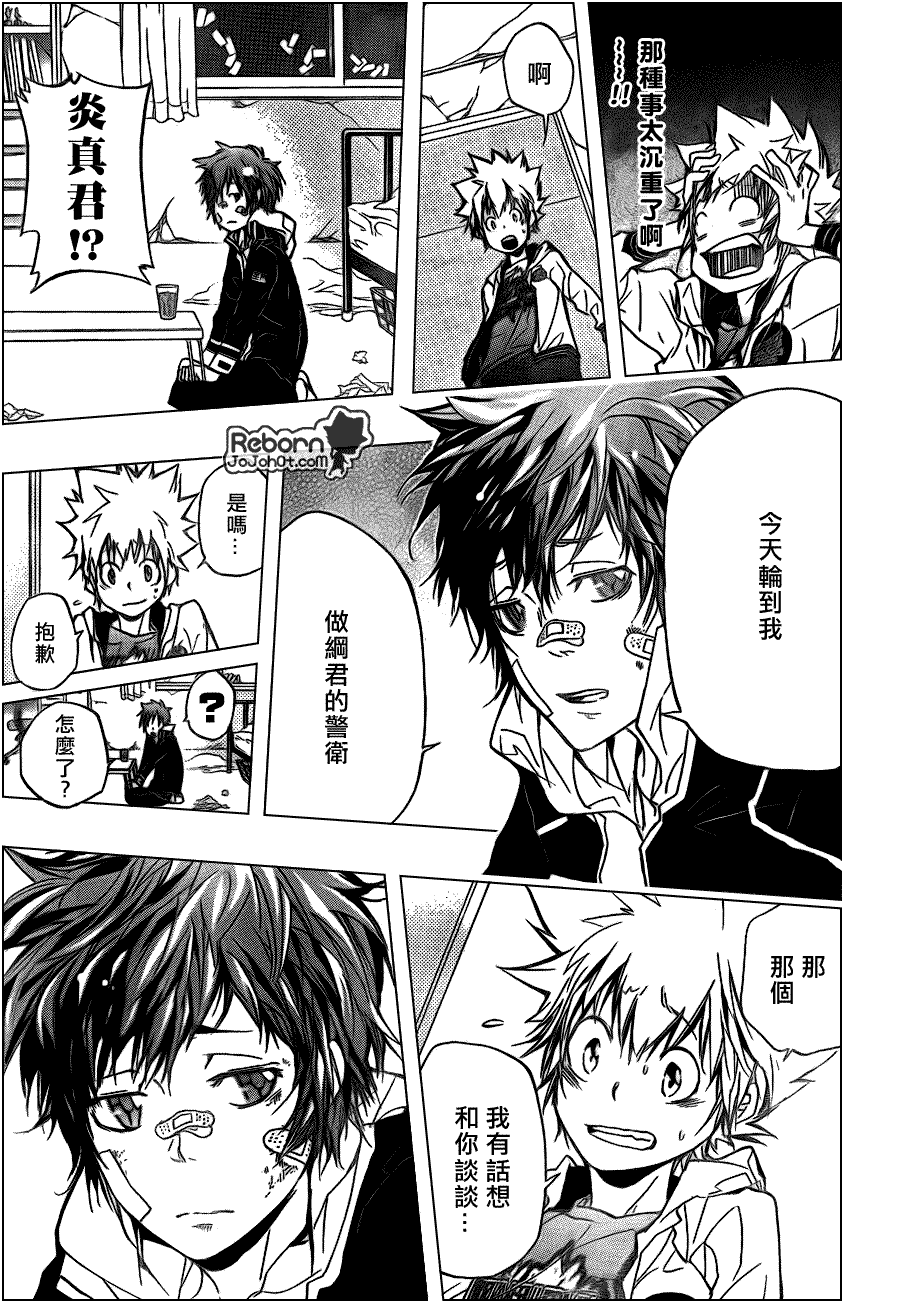 那種事太沉重了啊
~~~~!!
啊
炎真君!?
今天輪到我
做綱君的警衛
是嗎…
抱歉
?
怎麼了?
那
那個
我有話想
和你談談…
Reborn
JoJoHot.com